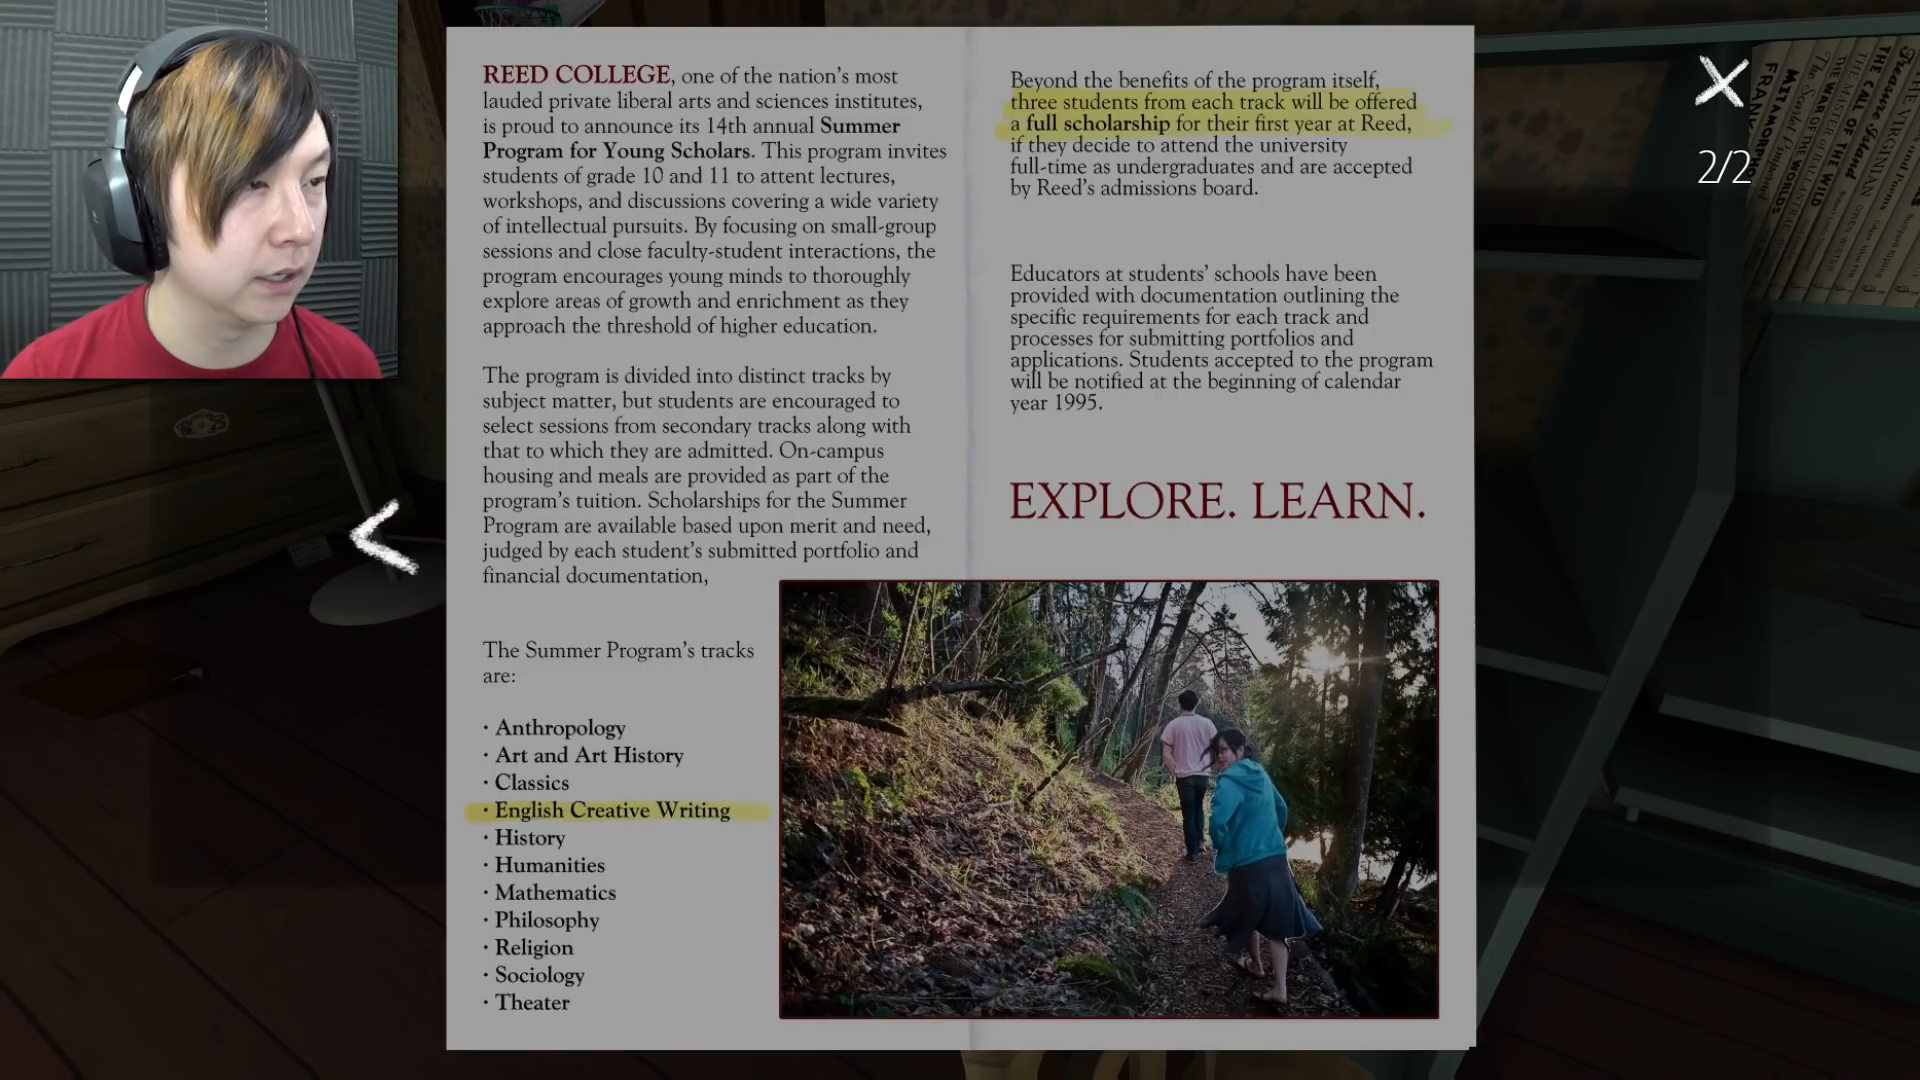 REED COLLEGE, one of the nation's most
lauded private liberal arts and sciences institutes,
is proud to announce its 14th annual Summer
Program for Young Scholars. This program invites
students of grade 10 and 11 to attent lectures,
workshops, and discussions covering a wide variety
of intellectual pursuits. By focusing on small-group
sessions and close faculty-student interactions, the
program encourages young minds to thoroughly
explore areas of growth and enrichment as they
approach the threshold of higher education.
The program is divided into distinct tracks by
subject matter, but students are encouraged to
select sessions from secondary tracks along with
that to which they are admitted. On-campus
housing and meals are provided as part of the
program's tuition. Scholarships for the Summer
Program are available based upon merit and need,
judged by each student's submitted portfolio and
financial documentation,
The Summer Program's tracks
are:
· Anthropology
· Art and Art History
· Classics
· English Creative Writing
· History
· Humanities
· Mathematics
· Philosophy
· Religion
· Sociology
· Theater
Beyond the benefits of the program itself,
three students from each track will be offered
a full scholarship for their first year at Reed,
if they decide to attend the university
full-time as undergraduates and are accepted
by Reed's admissions board.
Educators at students' schools have been
provided with documentation outlining the
specific requirements for each track and
processes for submitting portfolios and
applications. Students accepted to the program
will be notified at the beginning of calendar
year 1995.
EXPLORE. LEARN.
2/2
METAMORPHOSIS
THE WAR OF THE WORLDS
THE CALL OF THE WILD
Treasure Island
THE VIRGINIAN
OWEN WISTER